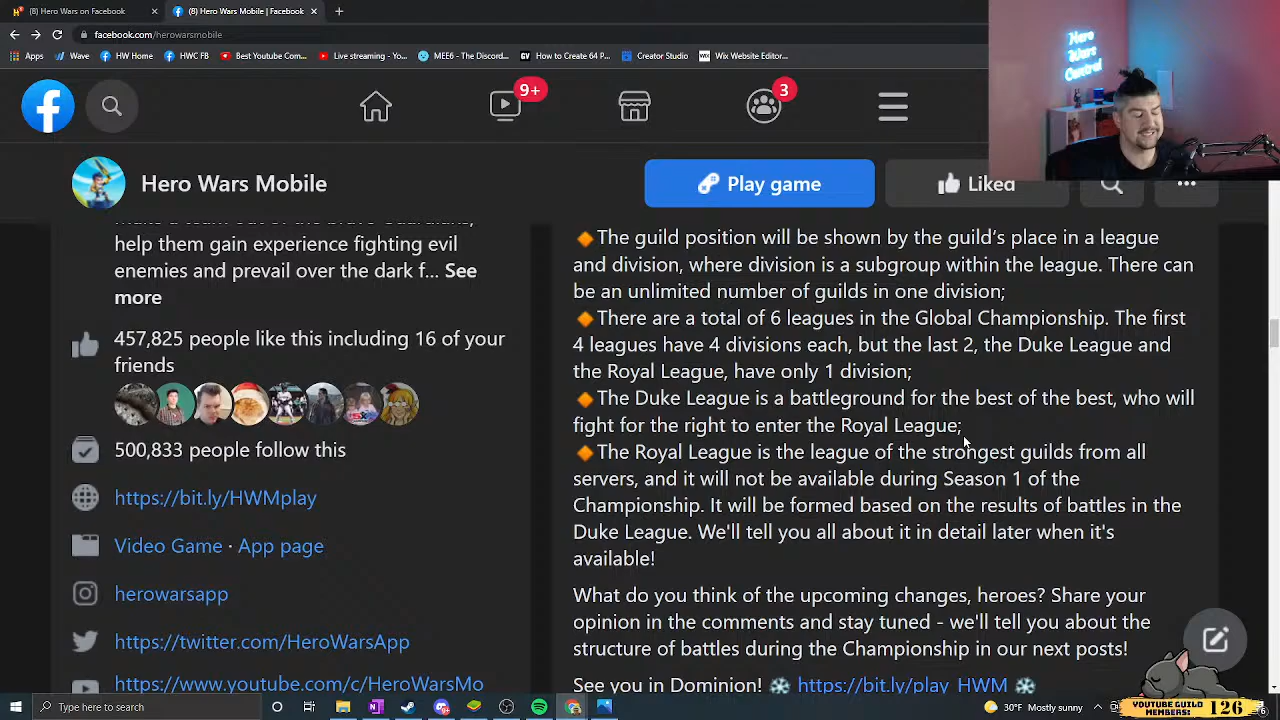 (8) Hero Wars on Facebook
(8) Hero Wars Mobile | Facebook
facebook.com/herowarsmobile
Apps
Wave
HW Home
HWC FB
Best Youtube Com...
Live streaming - Yo...
MEE6 - The Discord...
How to Create 64 P...
Creator Studio
Wix Website Editor...
Hero
Wars
Central
9+
3
Hero Wars Mobile
Play game
Liked
help them gain experience fighting evil
enemies and prevail over the dark f... See
more
457,825 people like this including 16 of your
friends
500,833 people follow this
https://bit.ly/HWMplay
Video Game · App page
herowarsapp
https://twitter.com/HeroWarsApp
https://www.youtube.com/c/HeroWarsMo
🔶The guild position will be shown by the guild's place in a league
and division, where division is a subgroup within the league. There can
be an unlimited number of guilds in one division;
🔶There are a total of 6 leagues in the Global Championship. The first
4 leagues have 4 divisions each, but the last 2, the Duke League and
the Royal League, have only 1 division;
🔶The Duke League is a battleground for the best of the best, who will
fight for the right to enter the Royal League;
🔶The Royal League is the league of the strongest guilds from all
servers, and it will not be available during Season 1 of the
Championship. It will be formed based on the results of battles in the
Duke League. We'll tell you all about it in detail later when it's
available!
What do you think of the upcoming changes, heroes? Share your
opinion in the comments and stay tuned - we'll tell you about the
structure of battles during the Championship in our next posts!
See you in Dominion! ❄ https://bit.ly/play_HWM ❄
Type here to search
30°F Mostly sunny
YOUTUBE GUILD
MEMBERS: 126